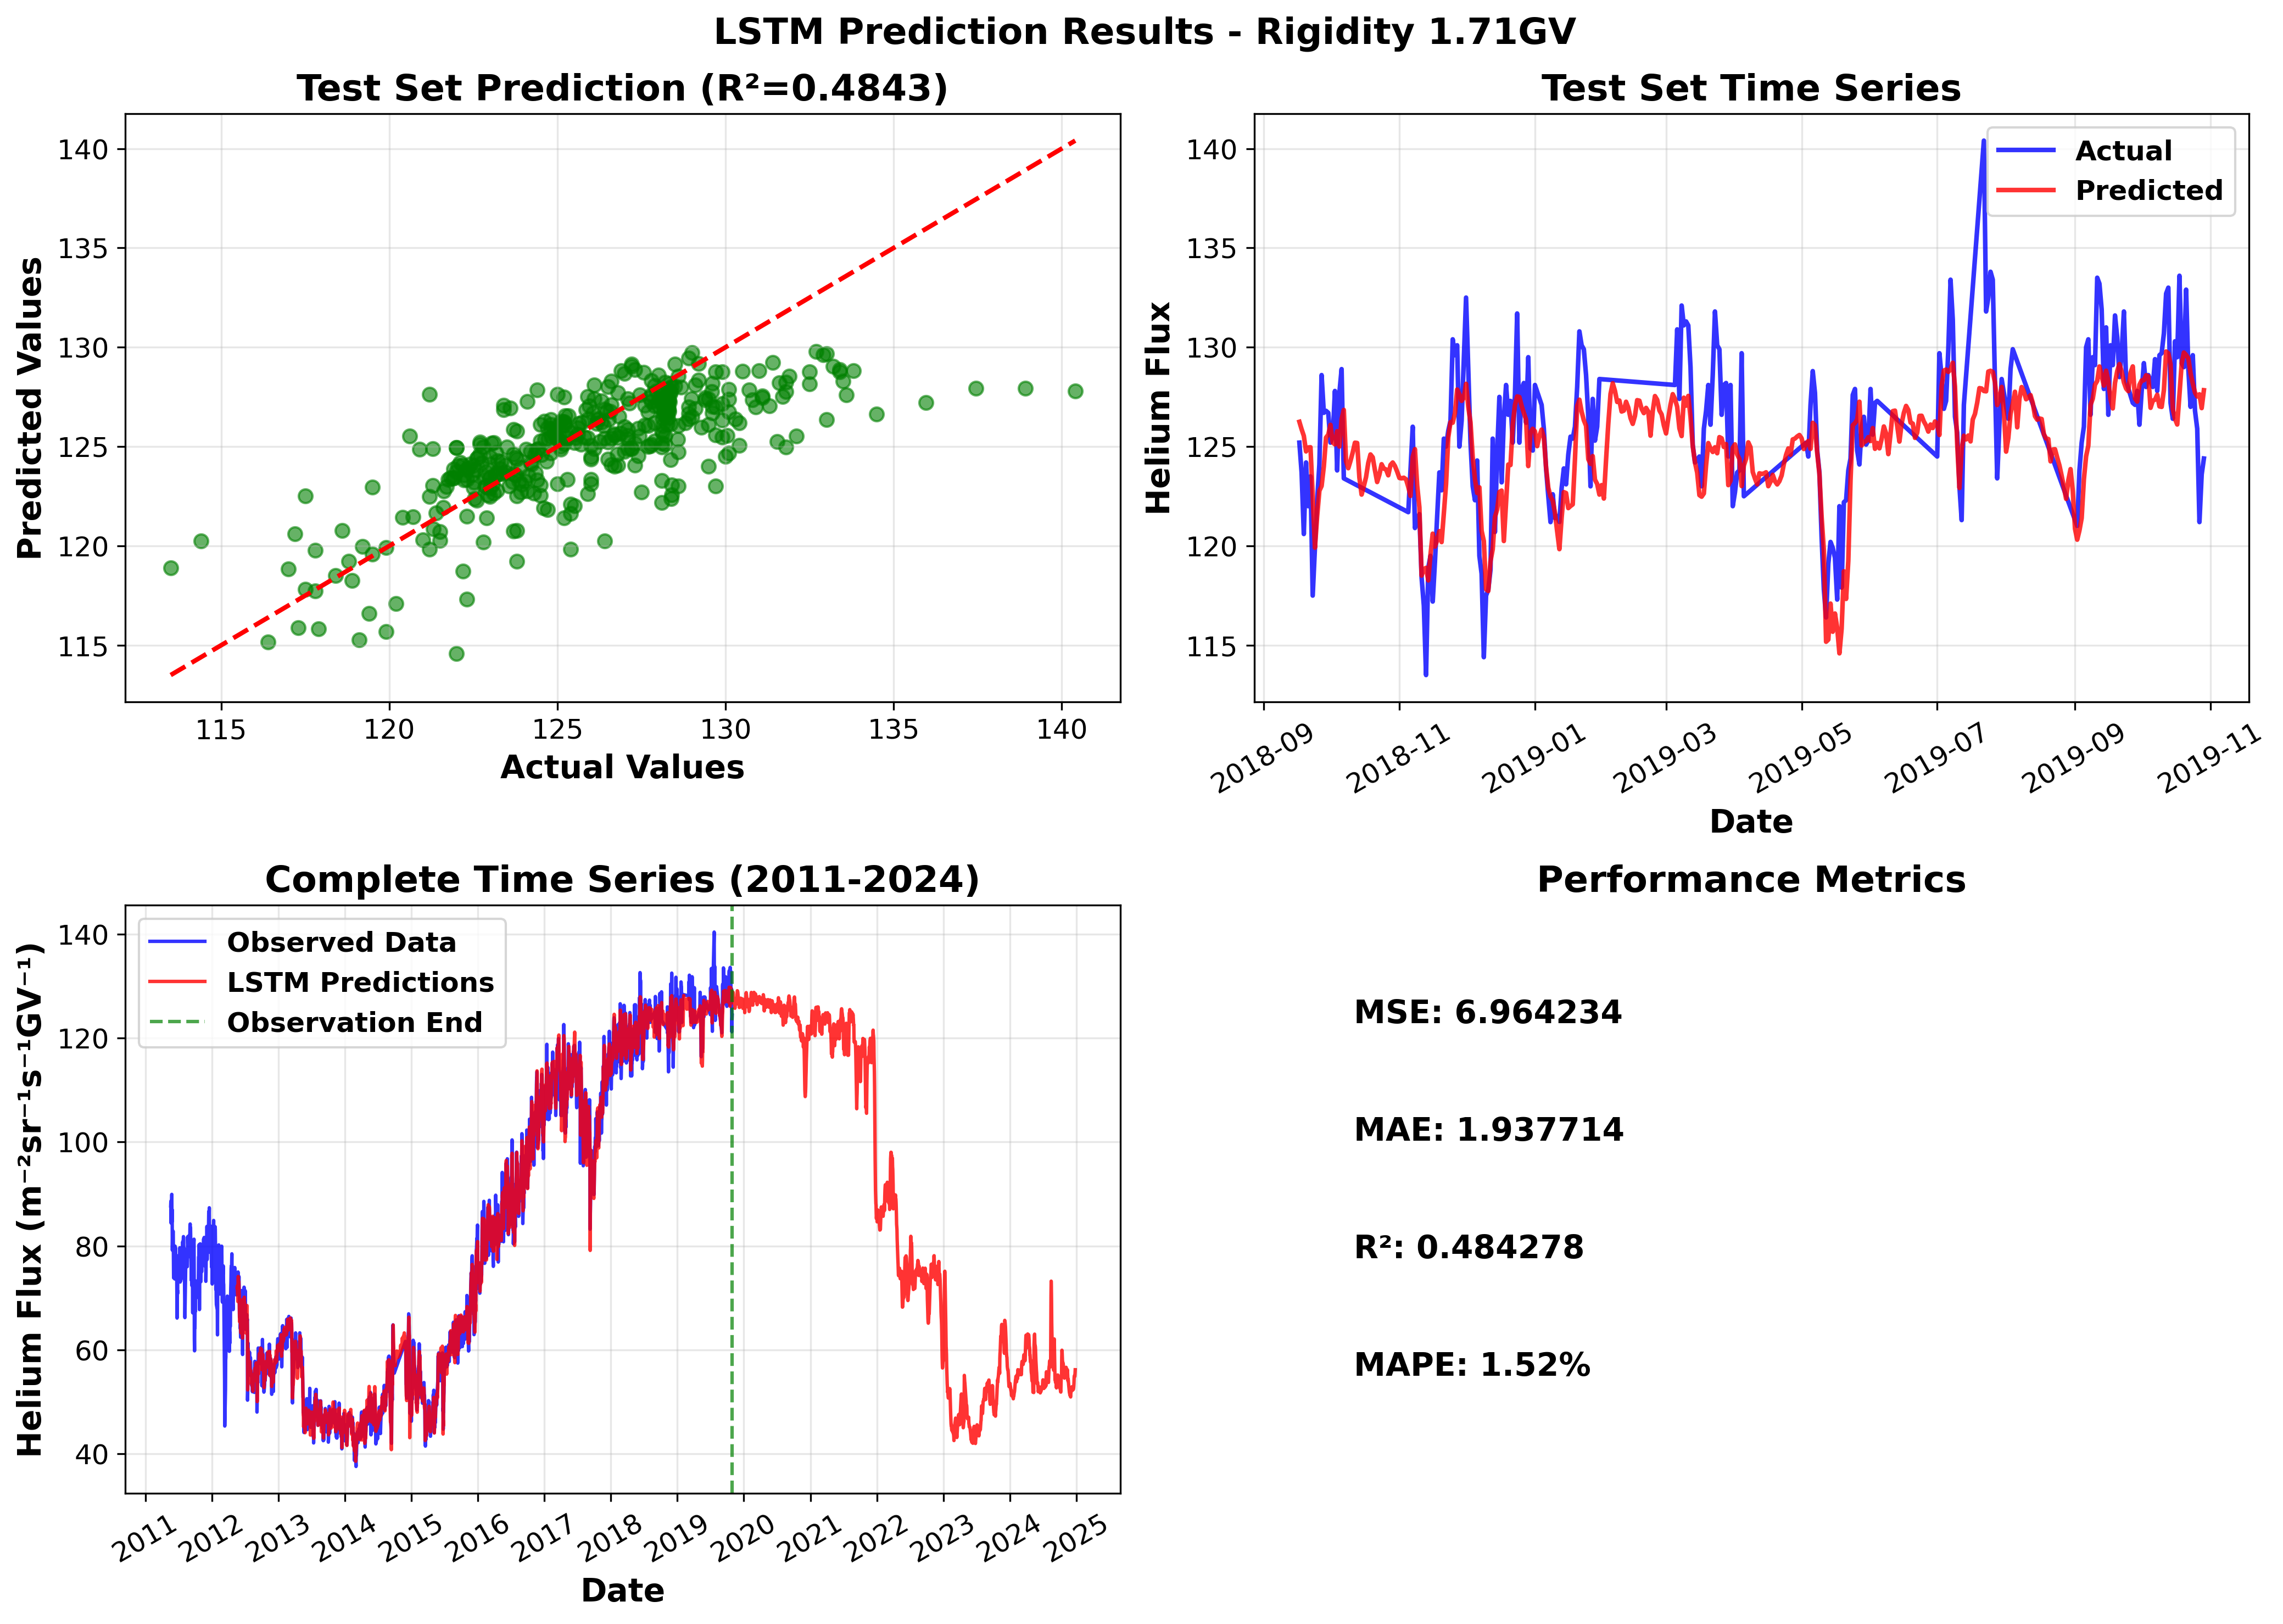 LSTM Prediction Results - Rigidity 1.71GV
Test Set Prediction (R²=0.4843)
140
135
130
125
120
115
Predicted Values
115
120
125
130
135
140
Actual Values
Test Set Time Series
Actual
Predicted
140
135
130
125
120
115
Helium Flux
2018-09
2018-11
2019-01
2019-03
2019-05
2019-07
2019-09
2019-11
Date
Complete Time Series (2011-2024)
Observed Data
LSTM Predictions
Observation End
140
120
100
80
60
40
Helium Flux (m⁻²sr⁻¹s⁻¹GV⁻¹)
2011
2012
2013
2014
2015
2016
2017
2018
2019
2020
2021
2022
2023
2024
2025
Date
Performance Metrics
MSE: 6.964234
MAE: 1.937714
R²: 0.484278
MAPE: 1.52%